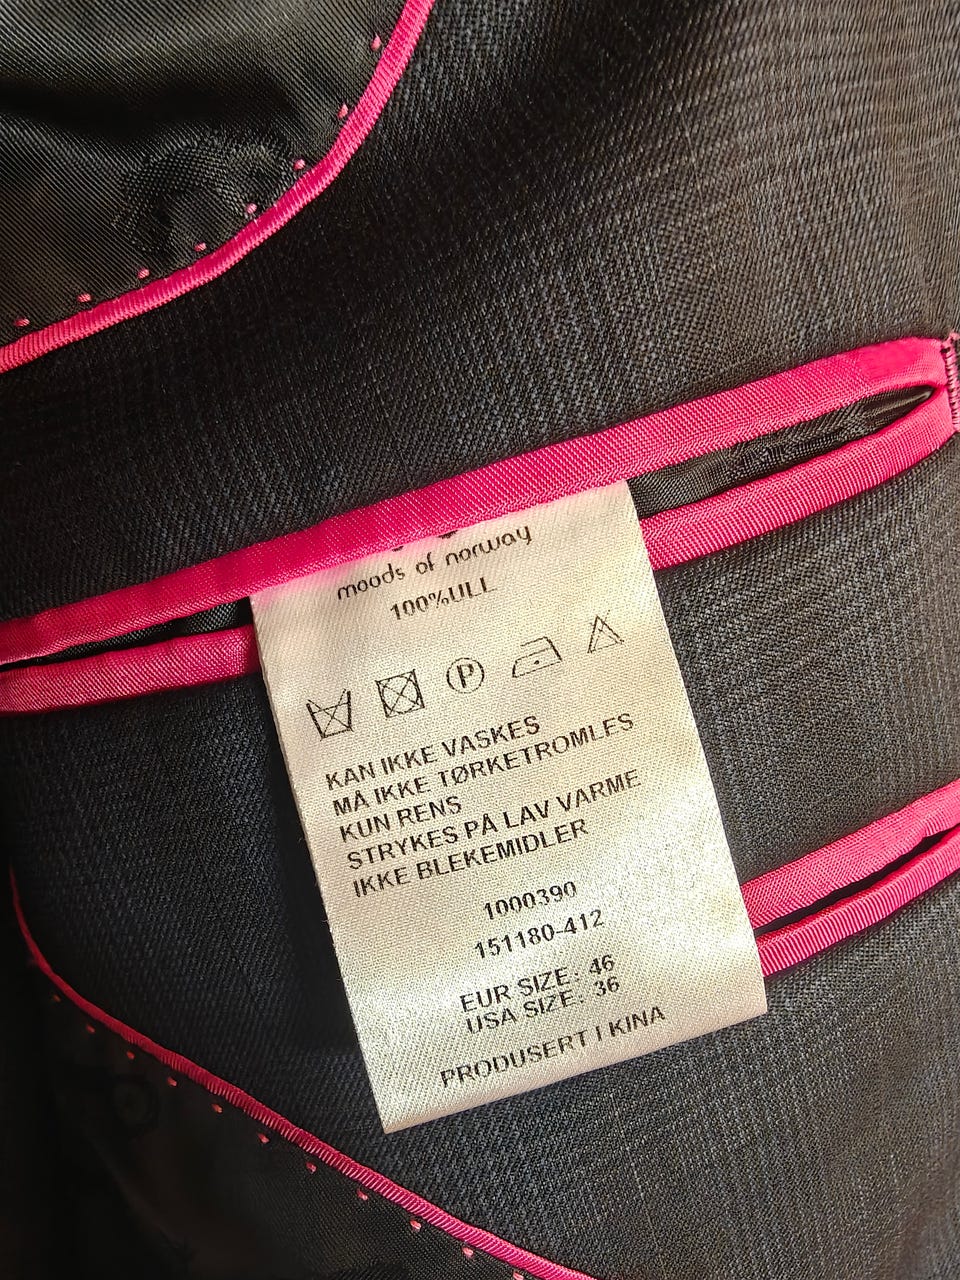 moods of norway
100%ULL
P
KAN IKKE VASKES
MÅ IKKE TØRKETROMLES
KUN RENS
STRYKES PÅ LAV VARME
IKKE BLEKEMIDLER
1000390
151180-412
EUR SIZE: 46
USA SIZE: 36
PRODUSERT I KINA